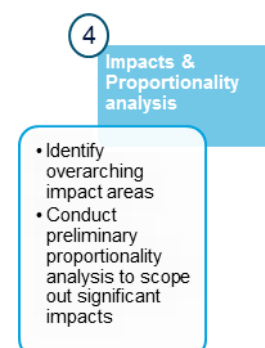 4
Impacts &
Proportionality
analysis
• Identify
overarching
impact areas
• Conduct
preliminary
proportionality
analysis to scope
out significant
impacts